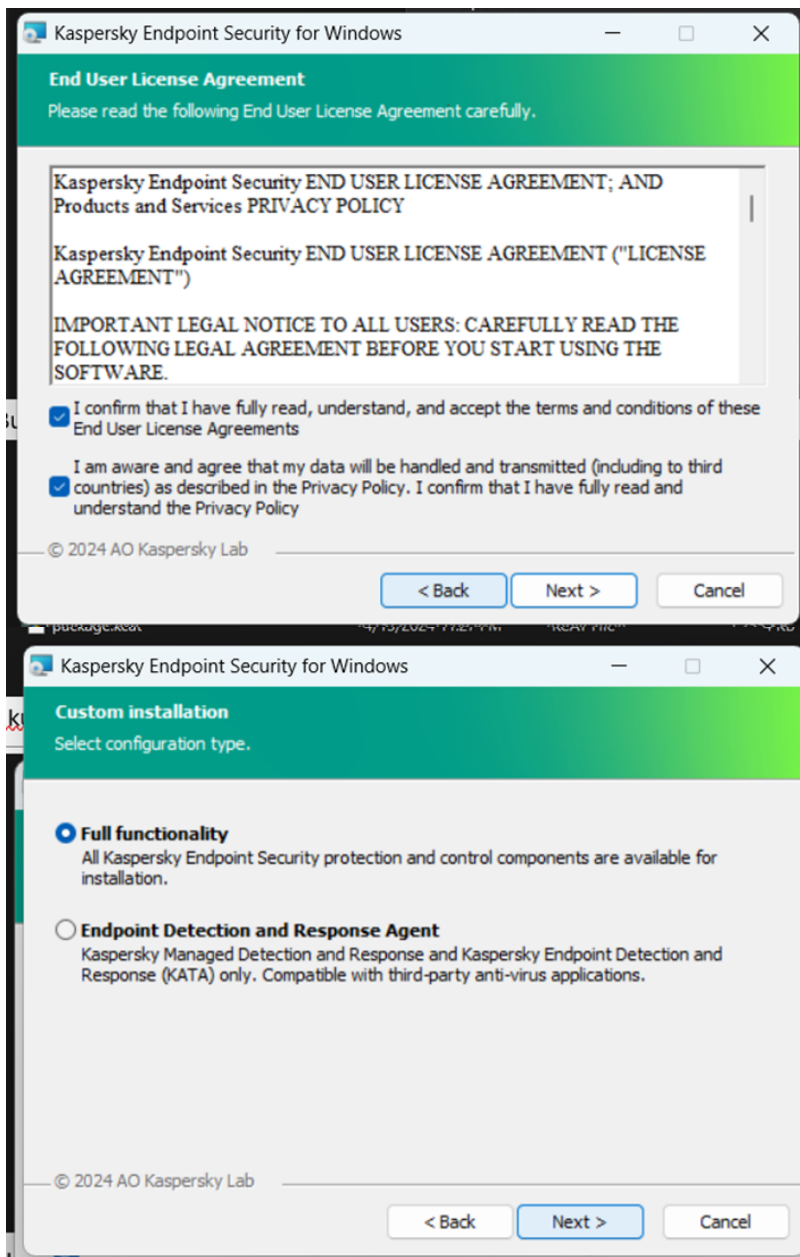 Kaspersky Endpoint Security for Windows
End User License Agreement
Please read the following End User License Agreement carefully.
Kaspersky Endpoint Security END USER LICENSE AGREEMENT; AND
Products and Services PRIVACY POLICY
Kaspersky Endpoint Security END USER LICENSE AGREEMENT ("LICENSE
AGREEMENT")
IMPORTANT LEGAL NOTICE TO ALL USERS: CAREFULLY READ THE
FOLLOWING LEGAL AGREEMENT BEFORE YOU START USING THE
SOFTWARE.
I confirm that I have fully read, understand, and accept the terms and conditions of these
End User License Agreements
I am aware and agree that my data will be handled and transmitted (including to third
countries) as described in the Privacy Policy. I confirm that I have fully read and
understand the Privacy Policy
© 2024 AO Kaspersky Lab
< Back Next > Cancel
Kaspersky Endpoint Security for Windows
Custom installation
Select configuration type.
Full functionality
All Kaspersky Endpoint Security protection and control components are available for
installation.
Endpoint Detection and Response Agent
Kaspersky Managed Detection and Response and Kaspersky Endpoint Detection and
Response (KATA) only. Compatible with third-party anti-virus applications.
© 2024 AO Kaspersky Lab
< Back Next > Cancel